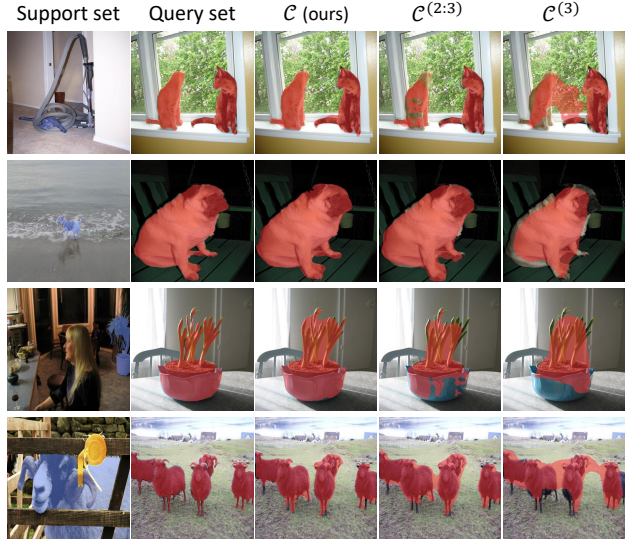 Support set Query set 𝒞 (ours) 𝒞^(2:3) 𝒞^(3)